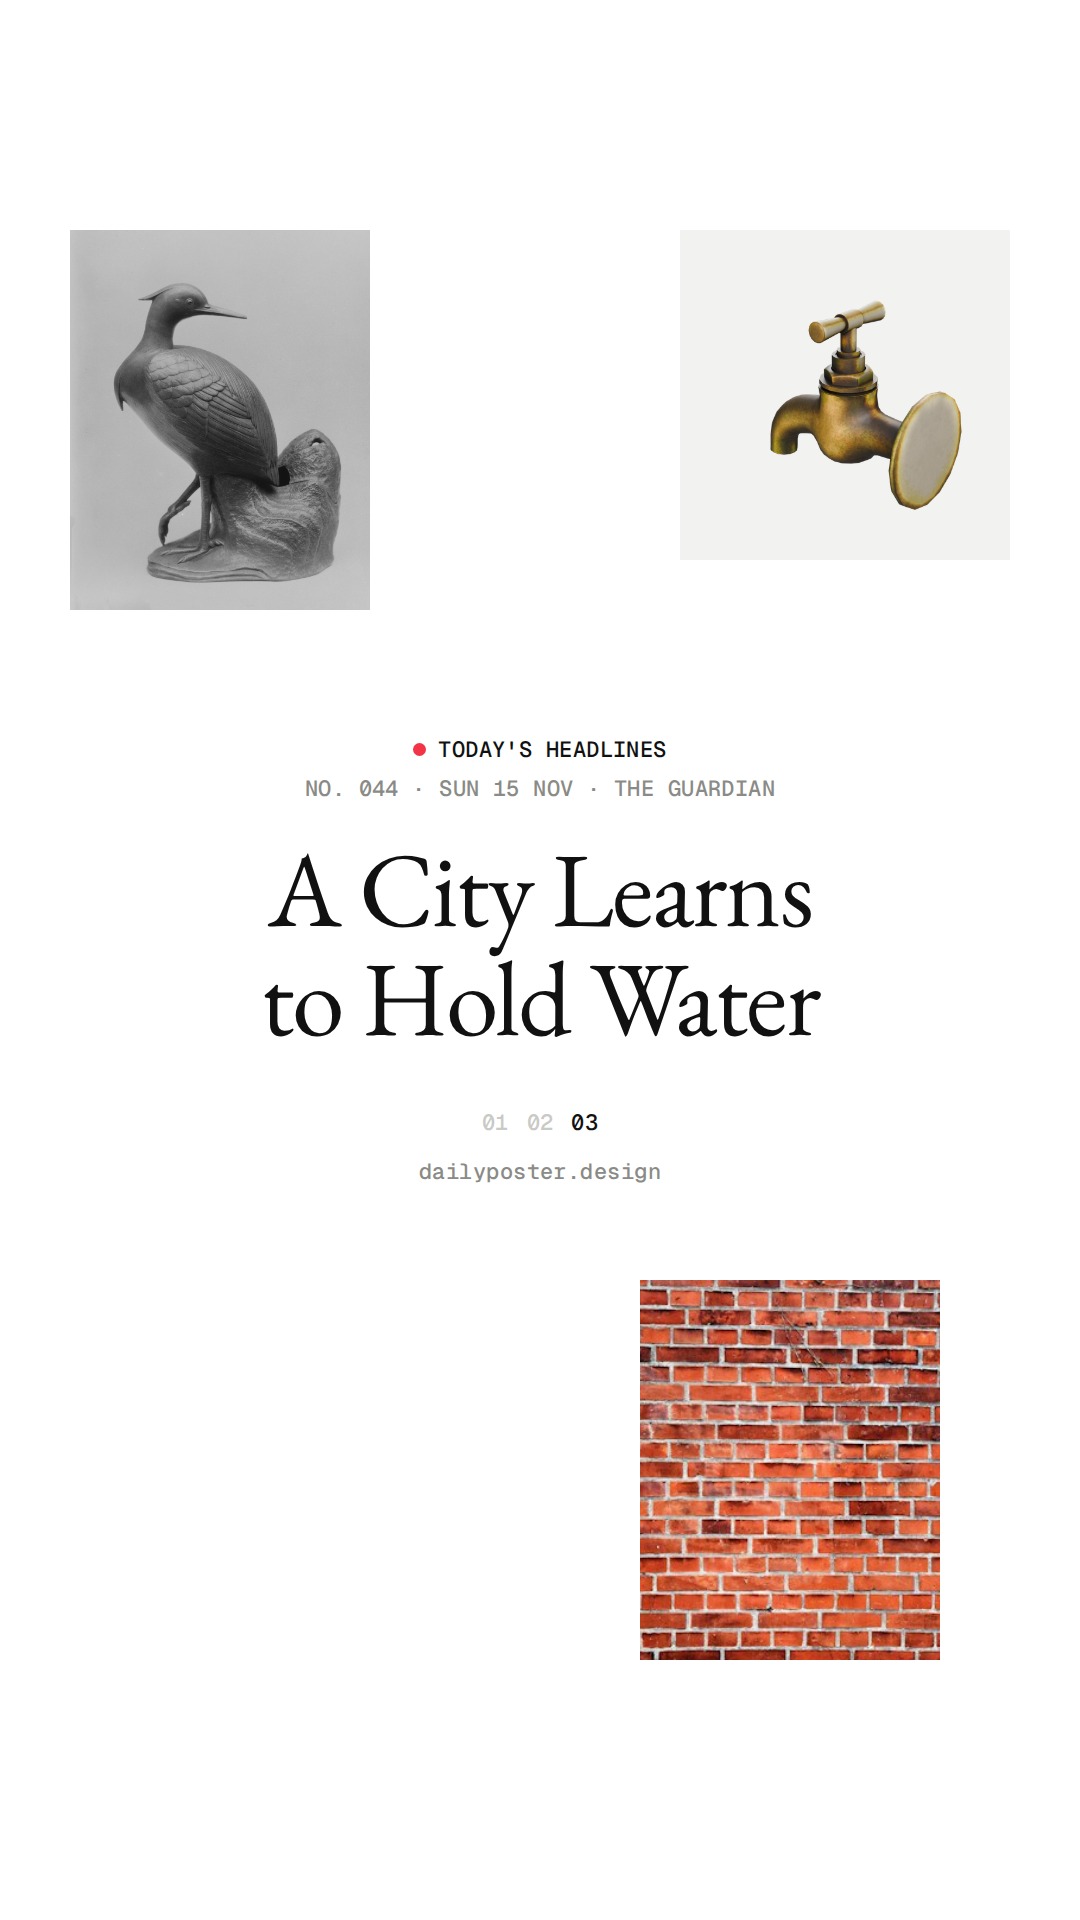 TODAY'S HEADLINES
NO. 044 · SUN 15 NOV · THE GUARDIAN
A City Learns
to Hold Water
01 02 03
dailyposter.design